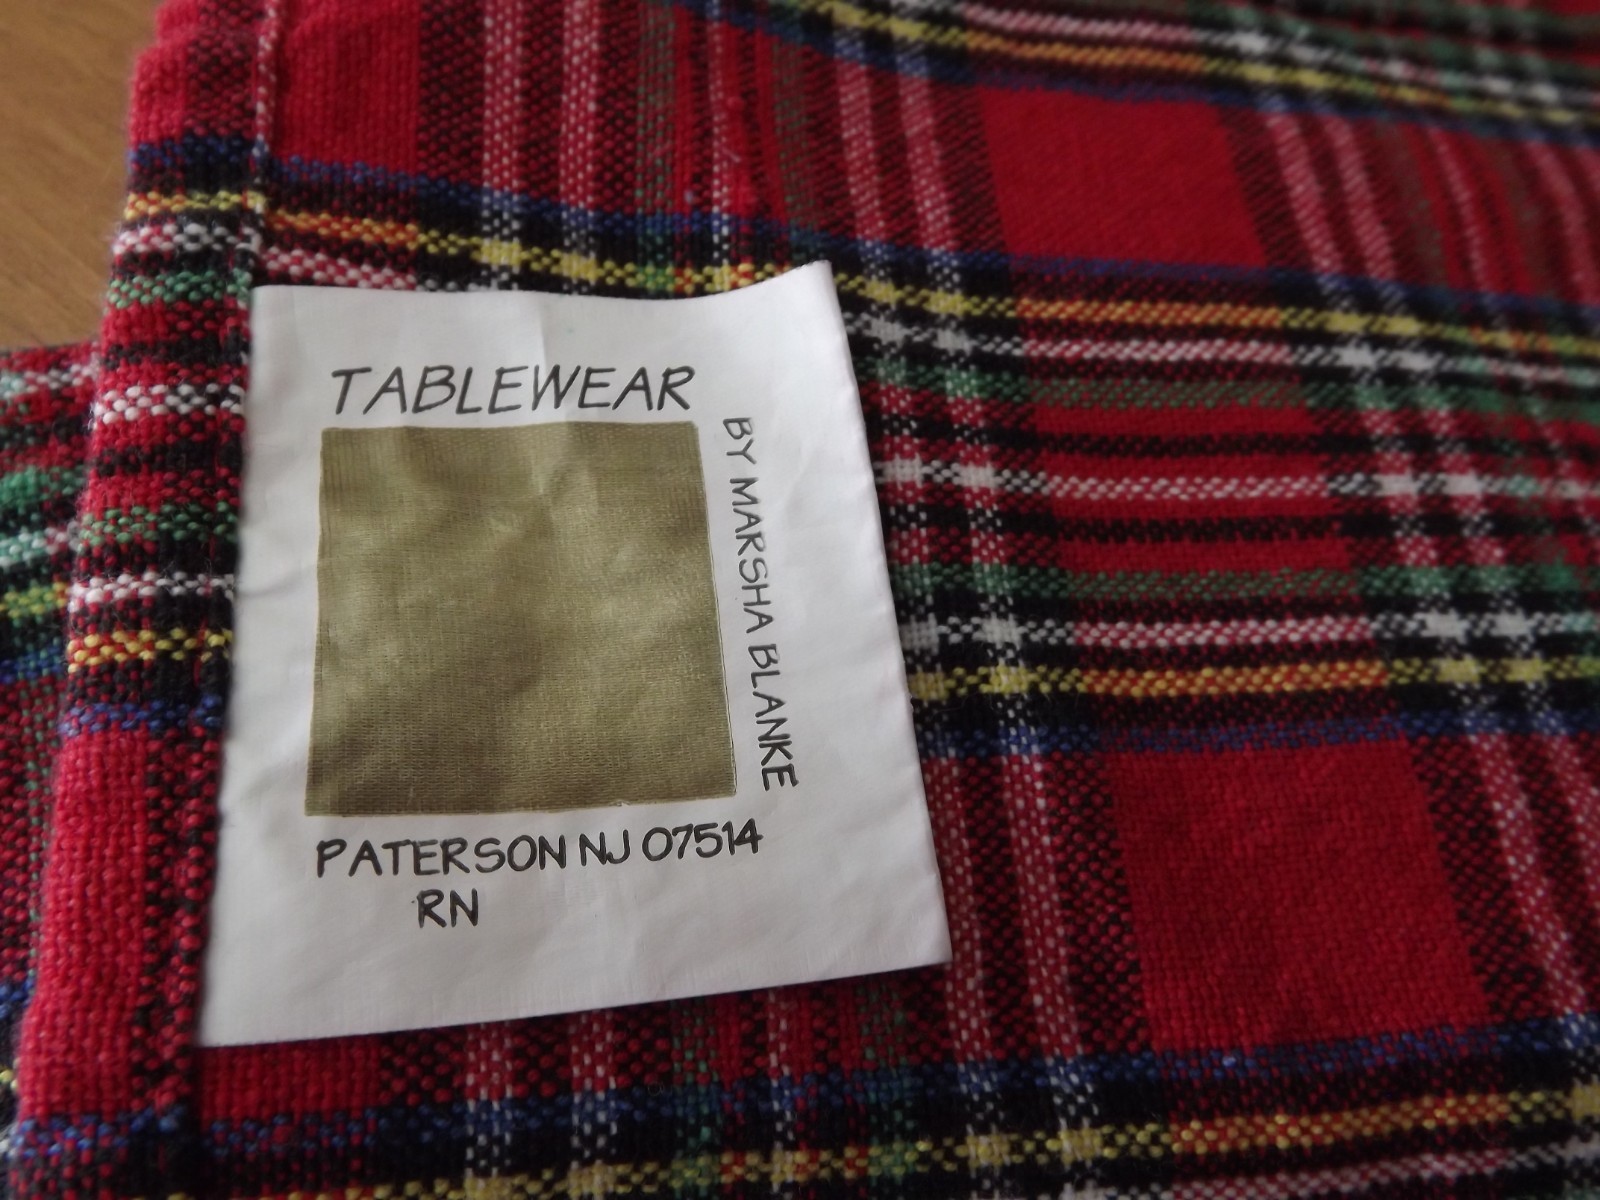 TABLEWEAR
BY MARSHA BLANKE
PATERSON NJ 07514
RN